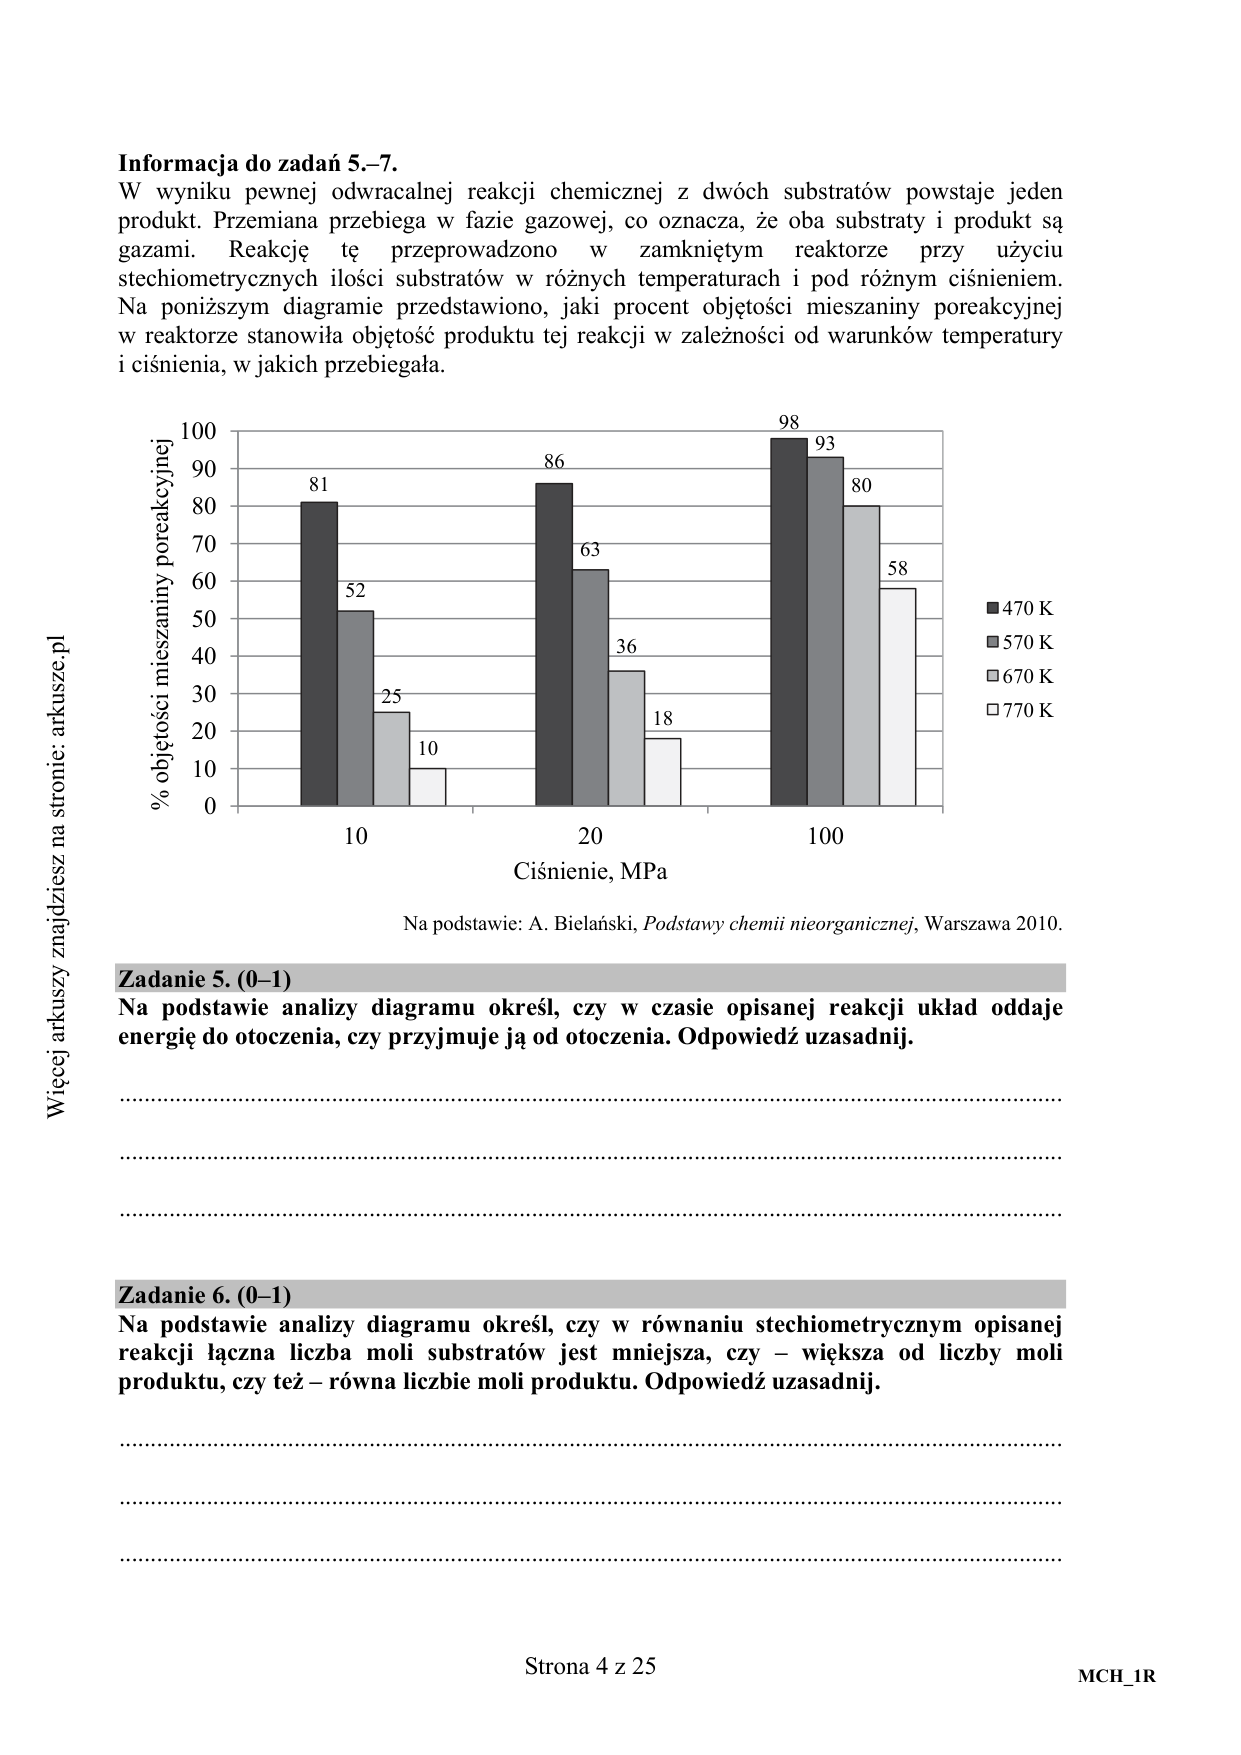 Informacja do zadań 5.–7.
W wyniku pewnej odwracalnej reakcji chemicznej z dwóch substratów powstaje jeden
produkt. Przemiana przebiega w fazie gazowej, co oznacza, że oba substraty i produkt są
gazami. Reakcję tę przeprowadzono w zamkniętym reaktorze przy użyciu
stechiometrycznych ilości substratów w różnych temperaturach i pod różnym ciśnieniem.
Na poniższym diagramie przedstawiono, jaki procent objętości mieszaniny poreakcyjnej
w reaktorze stanowiła objętość produktu tej reakcji w zależności od warunków temperatury
i ciśnienia, w jakich przebiegała.
% objętości mieszaniny poreakcyjnej
100
90
80
70
60
50
40
30
20
10
0
81
52
25
10
86
63
36
18
98
93
80
58
10
20
100
Ciśnienie, MPa
470 K
570 K
670 K
770 K
Na podstawie: A. Bielański, Podstawy chemii nieorganicznej, Warszawa 2010.
Zadanie 5. (0–1)
Na podstawie analizy diagramu określ, czy w czasie opisanej reakcji układ oddaje
energię do otoczenia, czy przyjmuje ją od otoczenia. Odpowiedź uzasadnij.
Zadanie 6. (0–1)
Na podstawie analizy diagramu określ, czy w równaniu stechiometrycznym opisanej
reakcji łączna liczba moli substratów jest mniejsza, czy – większa od liczby moli
produktu, czy też – równa liczbie moli produktu. Odpowiedź uzasadnij.
Strona 4 z 25
MCH_1R
Więcej arkuszy znajdziesz na stronie: arkusze.pl